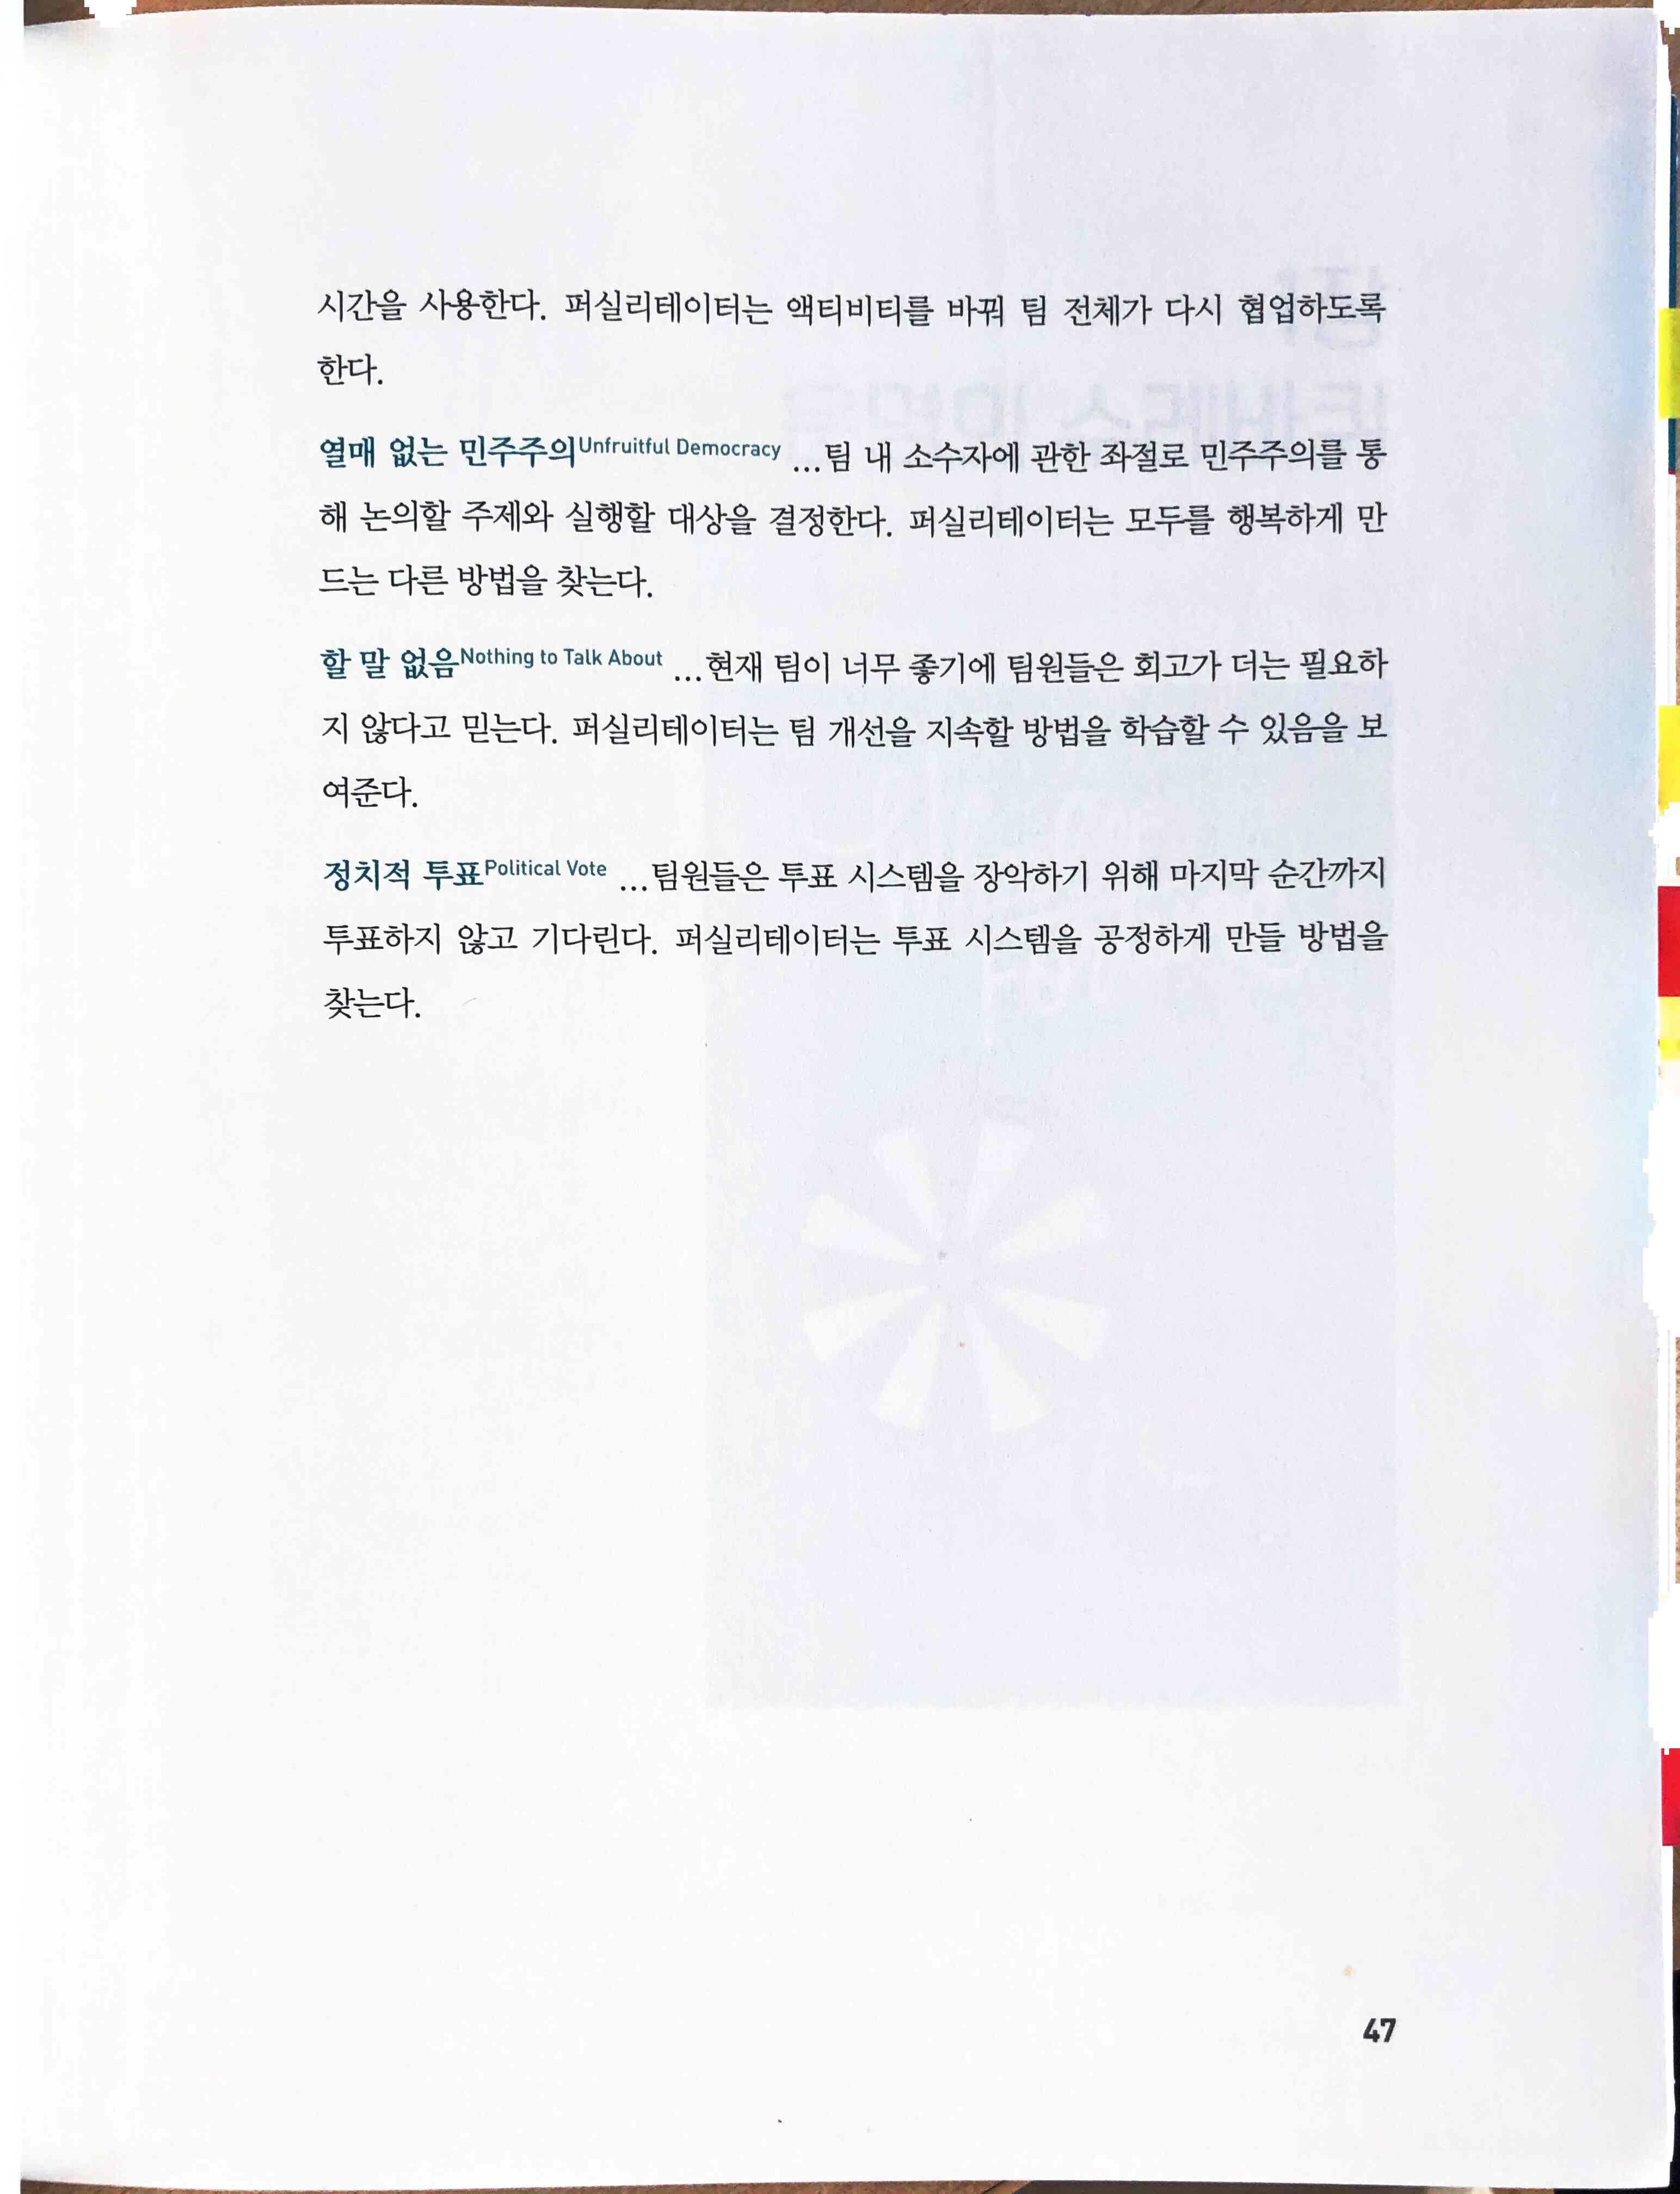 시간을 사용한다. 퍼실리테이터는 액티비티를 바꿔 팀 전체가 다시 협업하도록
한다.
열매 없는 민주주의Unfruitful Democracy ...팀 내 소수자에 관한 좌절로 민주주의를 통
해 논의할 주제와 실행할 대상을 결정한다. 퍼실리테이터는 모두를 행복하게 만
드는 다른 방법을 찾는다.
할 말 없음Nothing to Talk About ...현재 팀이 너무 좋기에 팀원들은 회고가 더는 필요하
지 않다고 믿는다. 퍼실리테이터는 팀 개선을 지속할 방법을 학습할 수 있음을 보
여준다.
정치적 투표Political Vote ...팀원들은 투표 시스템을 장악하기 위해 마지막 순간까지
투표하지 않고 기다린다. 퍼실리테이터는 투표 시스템을 공정하게 만들 방법을
찾는다.
47